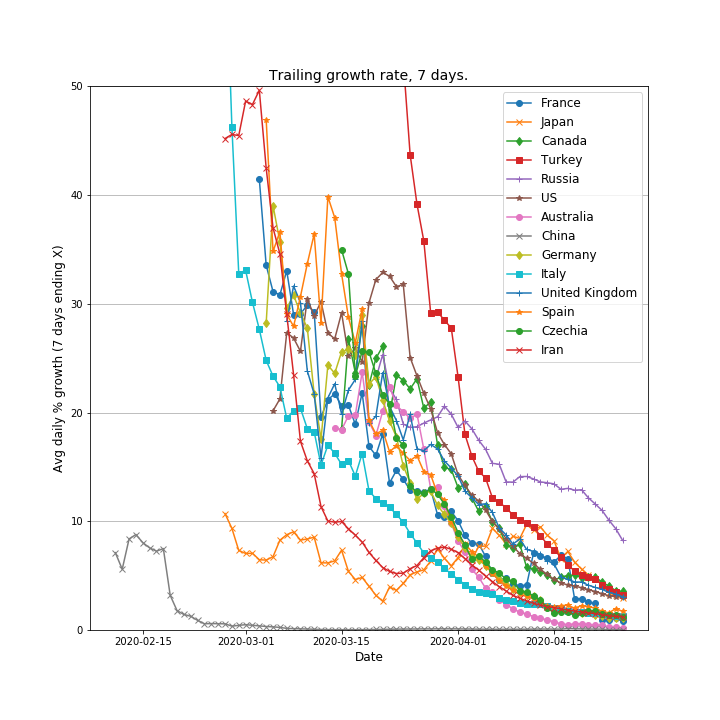 Trailing growth rate, 7 days.
Avg daily % growth (7 days ending X)
50
40
30
20
10
0
France
Japan
Canada
Turkey
Russia
US
Australia
China
Germany
Italy
United Kingdom
Spain
Czechia
Iran
2020-02-15 2020-03-01 2020-03-15 2020-04-01 2020-04-15
Date